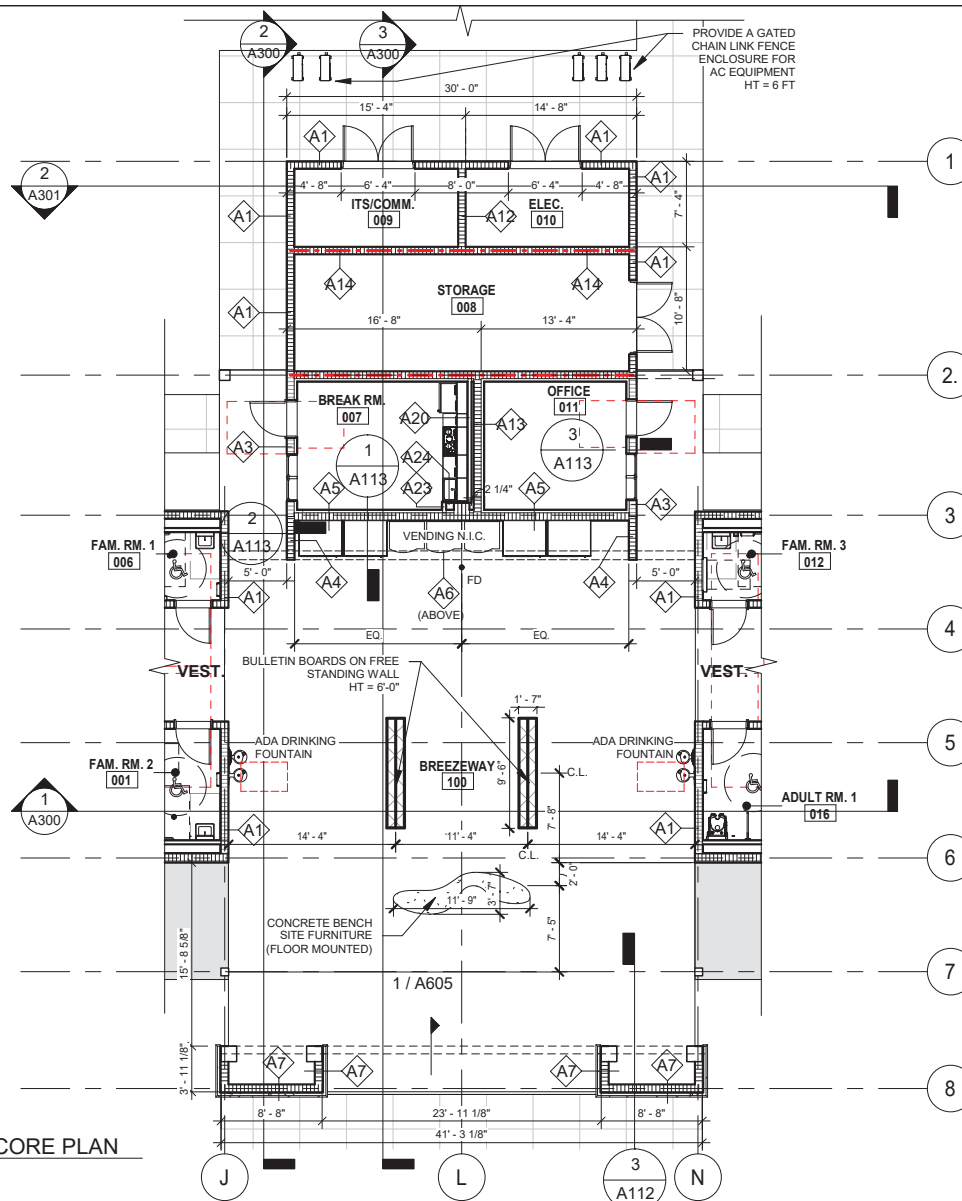 2
A300
3
A300
PROVIDE A GATED
CHAIN LINK FENCE
ENCLOSURE FOR
AC EQUIPMENT
HT = 6 FT
30' - 0"
15' - 4"
14' - 8"
A1
A1
1
2
A301
A1
4' - 8"
6' - 4"
8' - 0"
6' - 4"
4' - 8"
7' - 4"
ITS/COMM.
009
ELEC.
010
A1
A12
A1
A14
A14
STORAGE
008
A1
10' - 8"
16' - 8"
13' - 4"
2.
BREAK RM.
007
OFFICE
011
A20
A13
A3
1
A113
3
A113
A24
A23
A5
A5
2 1/4"
A3
3
2
A113
VENDING N.I.C.
FAM. RM. 1
006
FAM. RM. 3
012
5' - 0"
A4
A6
A4
5' - 0"
FD
(ABOVE)
A1
A1
4
EQ.
EQ.
BULLETIN BOARDS ON FREE
STANDING WALL
HT = 6'-0"
VEST.
VEST.
1' - 7"
5
ADA DRINKING
FOUNTAIN
ADA DRINKING
FOUNTAIN
FAM. RM. 2
001
BREEZEWAY
100
9' - 6"
C.L.
7' - 8"
ADULT RM. 1
016
1
A300
A1
A1
14' - 4"
11' - 4"
14' - 4"
C.L.
6
2' - 0"
3' - 7"
11' - 9"
7' - 5"
CONCRETE BENCH
SITE FURNITURE
(FLOOR MOUNTED)
15' - 8 5/8"
7
1 / A605
3' - 11 1/8"
A7
A7
A7
A7
8
8' - 8"
23' - 11 1/8"
8' - 8"
41' - 3 1/8"
CORE PLAN
J
L
3
A112
N